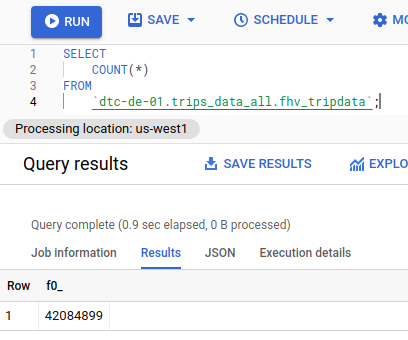 RUN SAVE SCHEDULE
1 SELECT
2 COUNT(*)
3 FROM
4 `dtc-de-01.trips_data_all.fhv_tripdata`;
Processing location: us-west1
Query results SAVE RESULTS EXPLO
Query complete (0.9 sec elapsed, 0 B processed)
Job information Results JSON Execution details
Row f0_
1 42084899